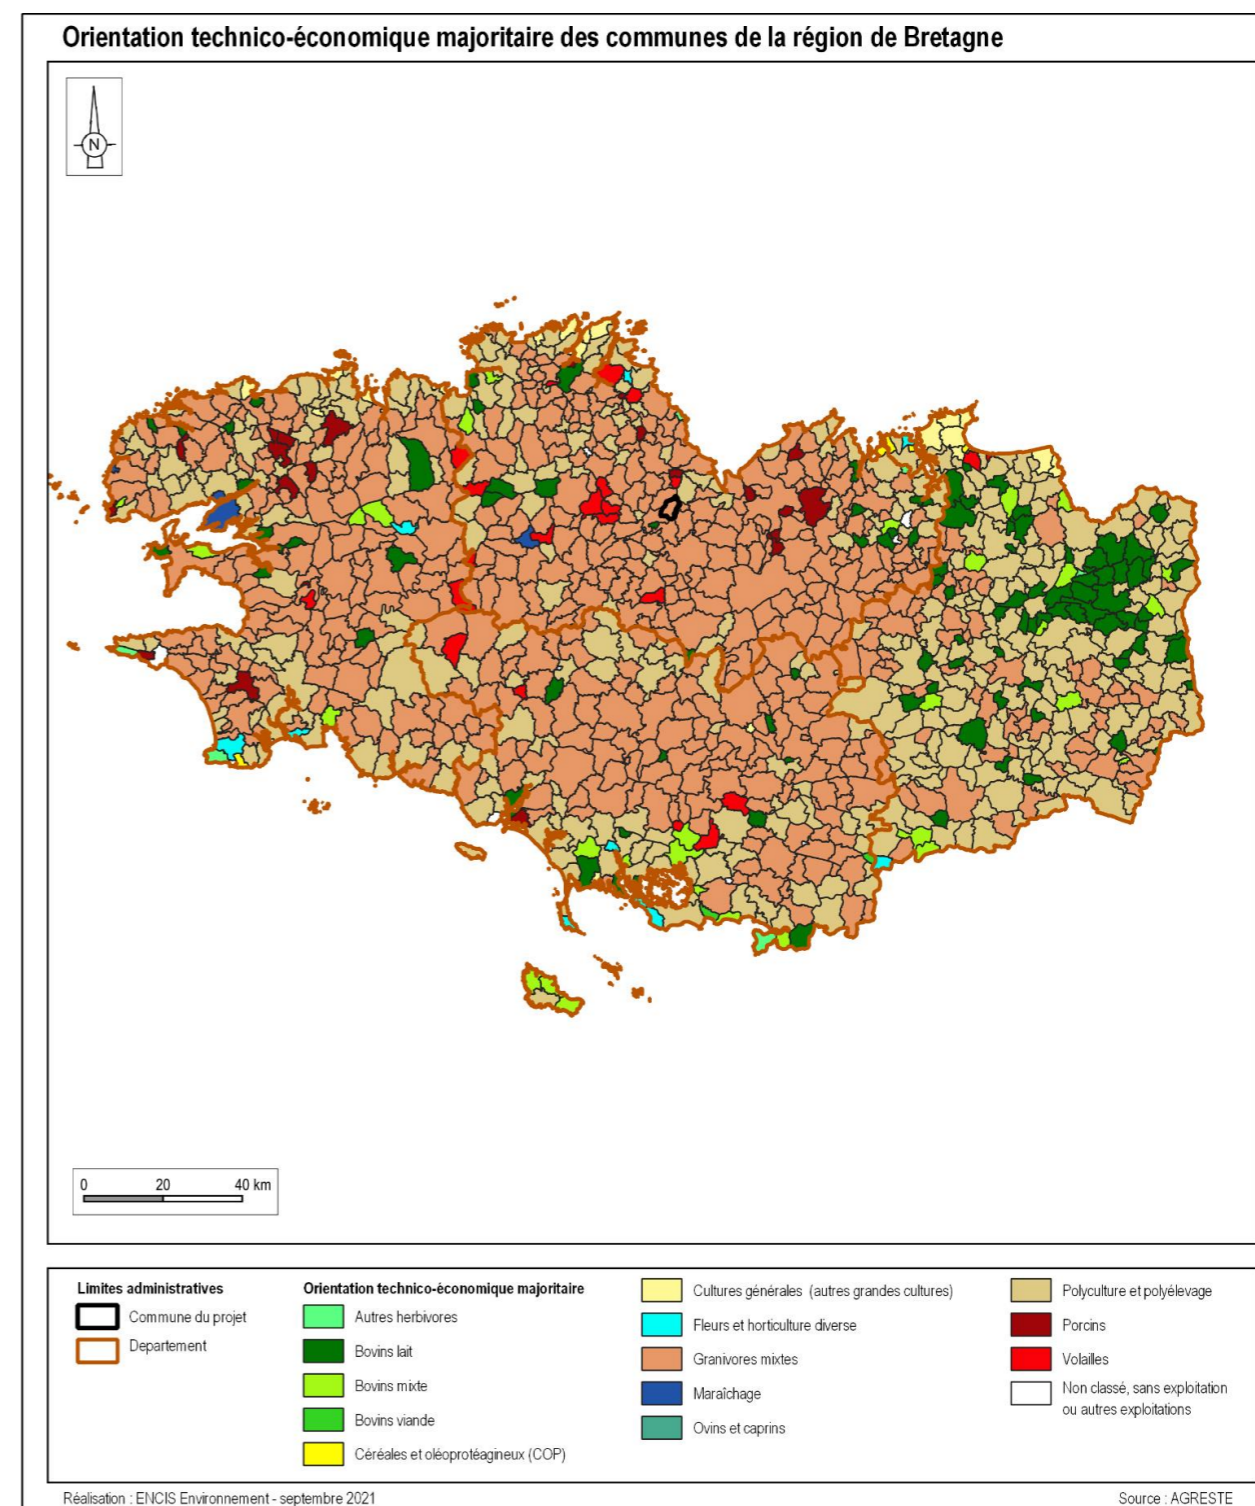 Orientation technico-économique majoritaire des communes de la région de Bretagne
N
0 20 40 km
Limites administratives
Commune du projet
Departement
Orientation technico-économique majoritaire
Autres herbivores
Bovins lait
Bovins mixte
Bovins viande
Céréales et oléoprotéagineux (COP)
Cultures générales (autres grandes cultures)
Fleurs et horticulture diverse
Granivores mixtes
Maraîchage
Ovins et caprins
Polyculture et polyélevage
Porcins
Volailles
Non classé, sans exploitation
ou autres exploitations
Réalisation : ENCIS Environnement - septembre 2021
Source : AGRESTE